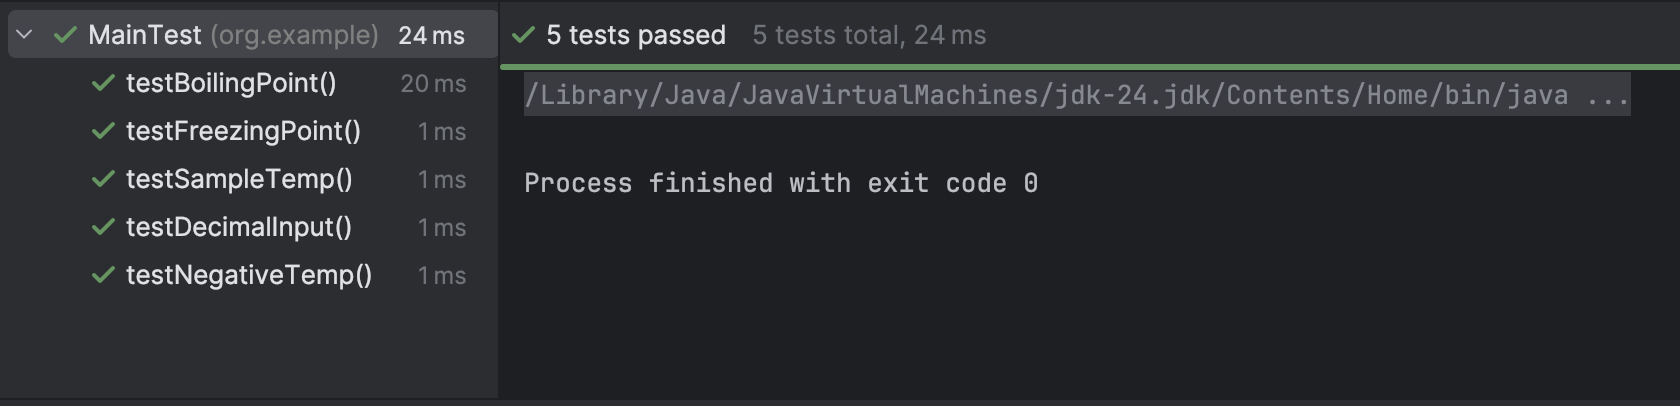 MainTest (org.example) 24 ms
testBoilingPoint() 20 ms
testFreezingPoint() 1 ms
testSampleTemp() 1 ms
testDecimalInput() 1 ms
testNegativeTemp() 1 ms
5 tests passed 5 tests total, 24 ms
/Library/Java/JavaVirtualMachines/jdk-24.jdk/Contents/Home/bin/java ...
Process finished with exit code 0